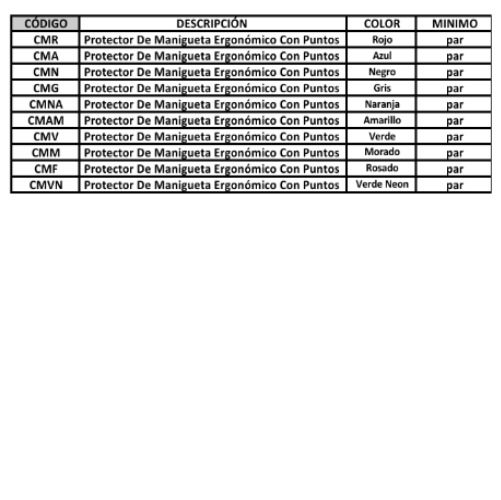 CÓDIGO DESCRIPCIÓN COLOR MINIMO
CMR Protector De Manigueta Ergonómico Con Puntos Rojo par
CMA Protector De Manigueta Ergonómico Con Puntos Azul par
CMN Protector De Manigueta Ergonómico Con Puntos Negro par
CMG Protector De Manigueta Ergonómico Con Puntos Gris par
CMNA Protector De Manigueta Ergonómico Con Puntos Naranja par
CMAM Protector De Manigueta Ergonómico Con Puntos Amarillo par
CMV Protector De Manigueta Ergonómico Con Puntos Verde par
CMM Protector De Manigueta Ergonómico Con Puntos Morado par
CMF Protector De Manigueta Ergonómico Con Puntos Rosado par
CMVN Protector De Manigueta Ergonómico Con Puntos Verde Neon par